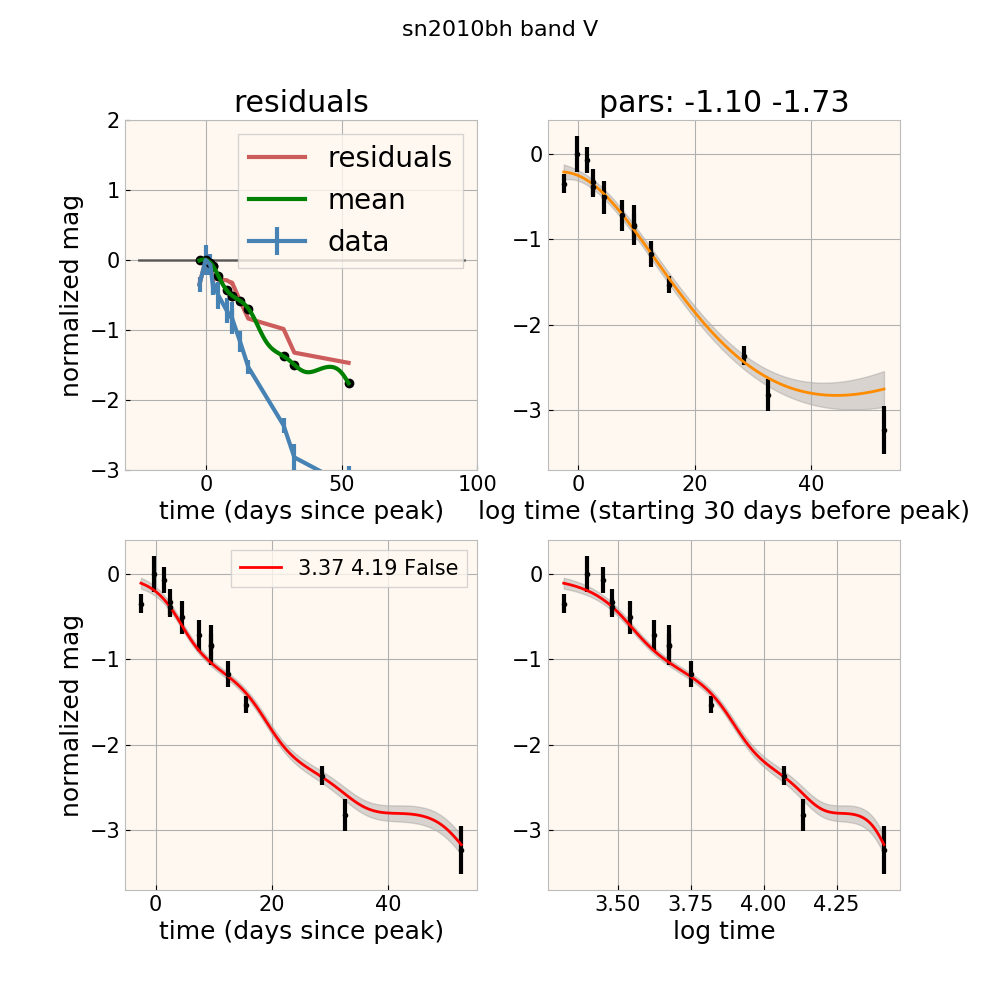 sn2010bh band V
residuals
pars: -1.10 -1.73
2
1
0
−1
−2
−3
normalized mag
residuals
mean
data
0
50
100
time (days since peak)
0
−1
−2
−3
0
20
40
log time (starting 30 days before peak)
0
−1
−2
−3
normalized mag
3.37 4.19 False
0
20
40
time (days since peak)
0
−1
−2
−3
3.50
3.75
4.00
4.25
log time